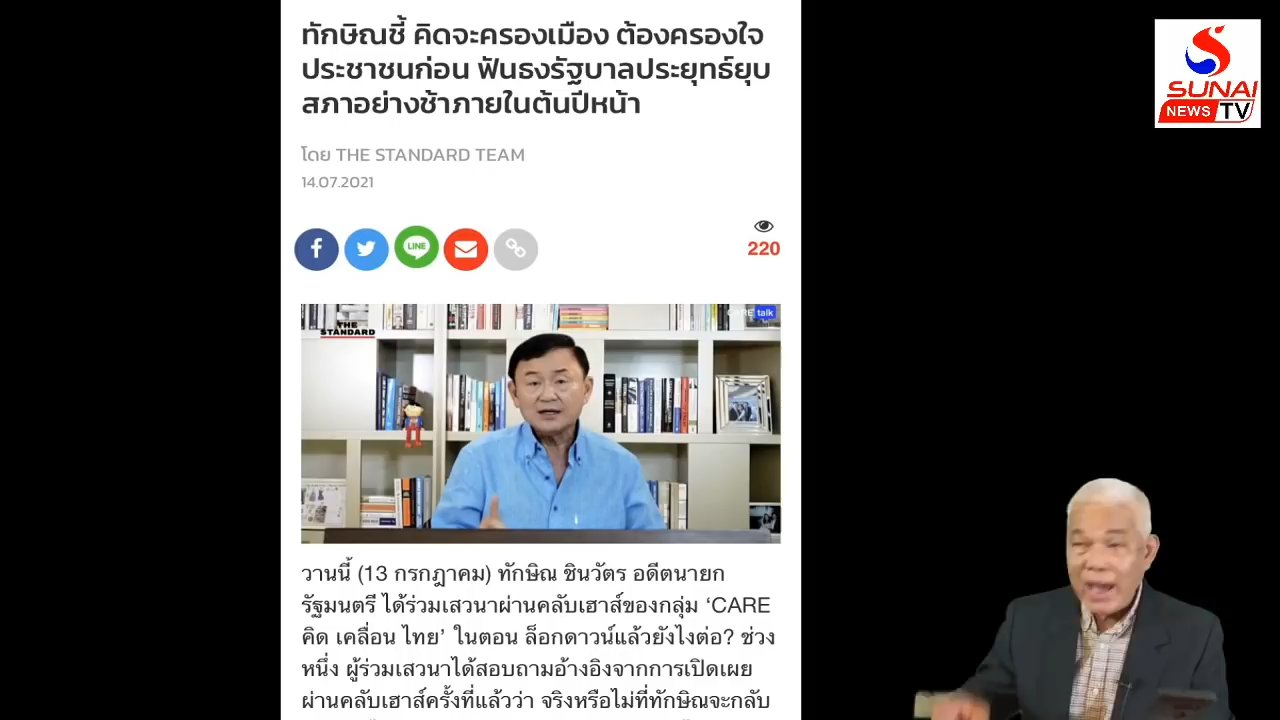 ทักษิณชี้ คิดจะครองเมือง ต้องครองใจ
ประชาชนก่อน ฟันธงรัฐบาลประยุทธ์ยุบ
สภาอย่างช้าภายในต้นปีหน้า
โดย THE STANDARD TEAM
14.07.2021
LINE
220
THE
STANDARD
CARE talk
วานนี้ (13 กรกฎาคม) ทักษิณ ชินวัตร อดีตนายก
รัฐมนตรี ได้ร่วมเสวนาผ่านคลับเฮาส์ของกลุ่ม ‘CARE
คิด เคลื่อน ไทย’ ในตอน ล็อกดาวน์แล้วยังไงต่อ? ช่วง
หนึ่ง ผู้ร่วมเสวนาได้สอบถามอ้างอิงจากการเปิดเผย
ผ่านคลับเฮาส์ครั้งที่แล้วว่า จริงหรือไม่ที่ทักษิณจะกลับ
SUNAI
NEWS TV